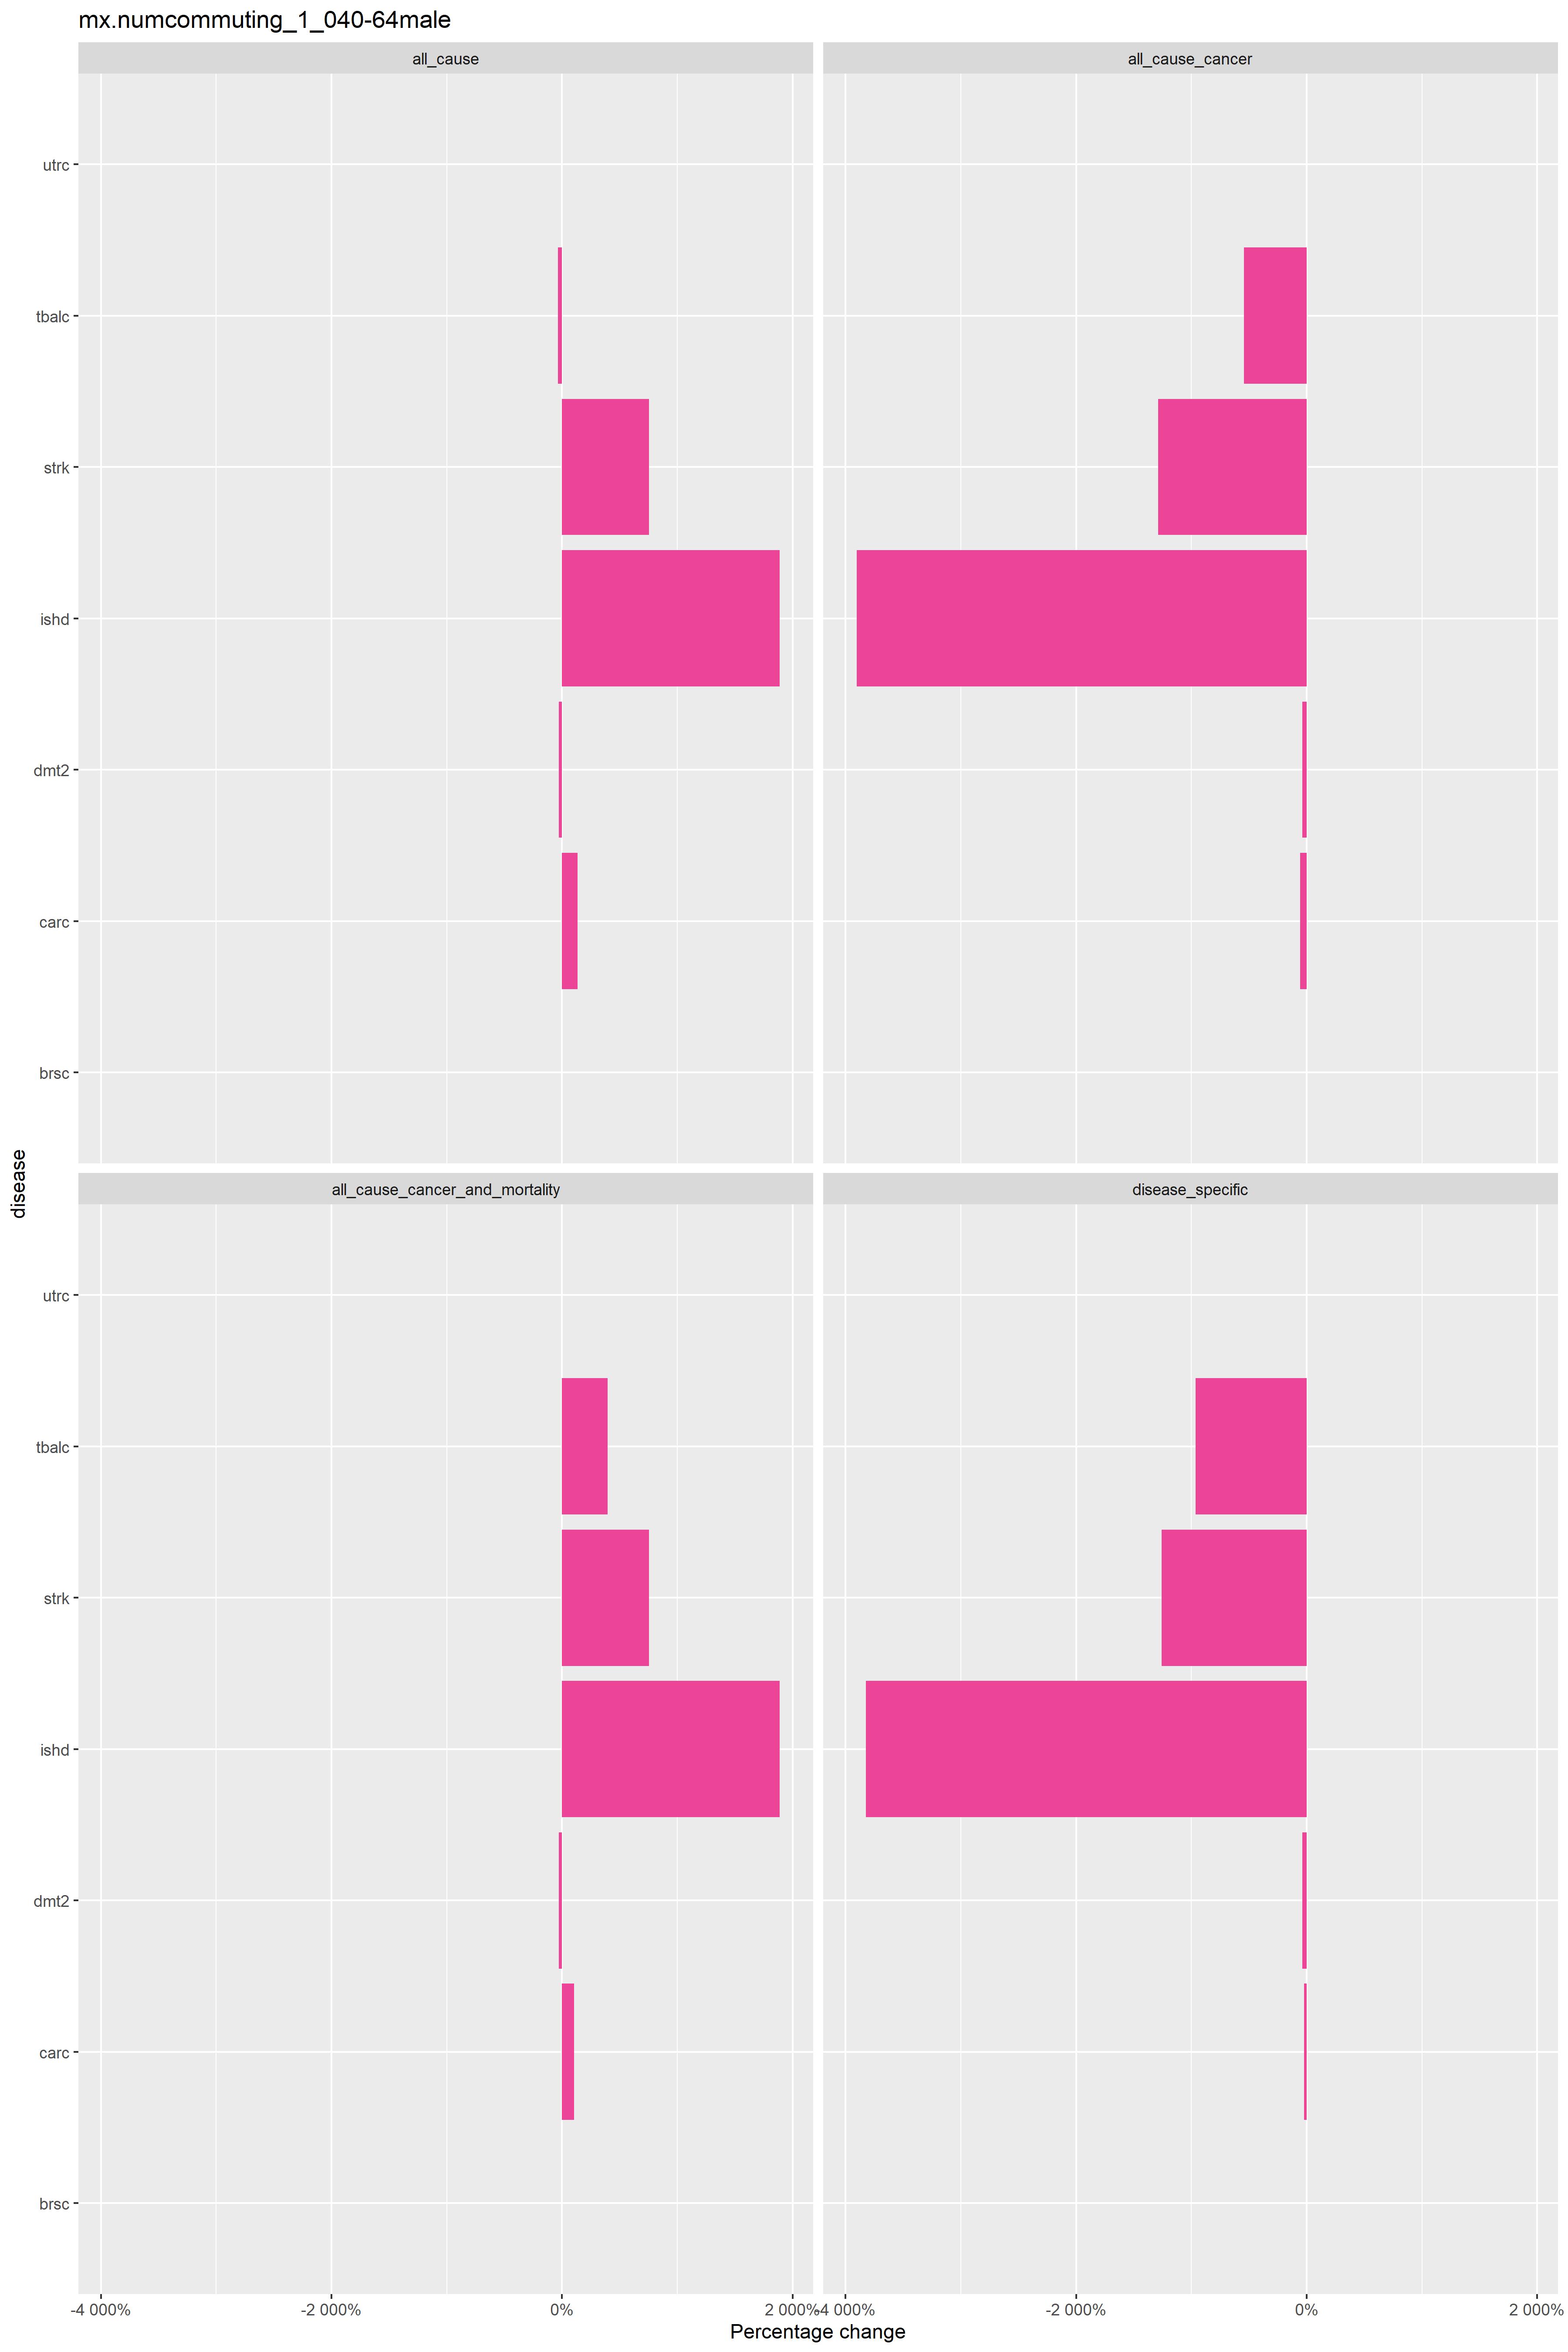 mx.numcommuting_1_040-64male
all_cause
all_cause_cancer
utrc
tbalc
strk
ishd
dmt2
carc
brsc
disease
all_cause_cancer_and_mortality
disease_specific
utrc
tbalc
strk
ishd
dmt2
carc
brsc
-4 000% -2 000% 0% 2 000% -4 000% -2 000% 0% 2 000%
Percentage change